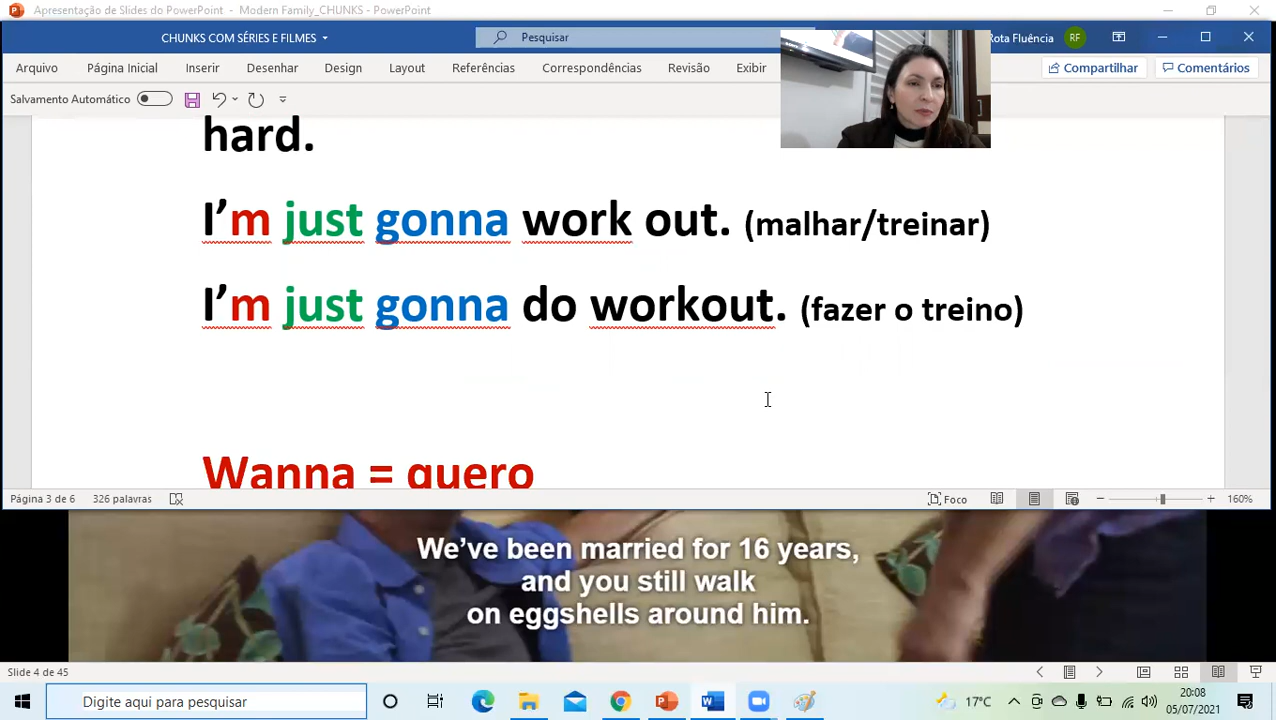 Apresentação de Slides do PowerPoint - Modern Family_CHUNKS - PowerPoint
CHUNKS COM SÉRIES E FILMES
Pesquisar
Rota Fluência
RF
Arquivo Página Inicial Inserir Desenhar Design Layout Referências Correspondências Revisão Exibir
Compartilhar
Comentários
Salvamento Automático
hard.
I'm just gonna work out. (malhar/treinar)
I'm just gonna do workout. (fazer o treino)
Wanna = quero
Página 3 de 6 326 palavras
Foco
160%
We've been married for 16 years,
and you still walk
on eggshells around him.
Slide 4 de 45
Digite aqui para pesquisar
17°C
20:08
05/07/2021